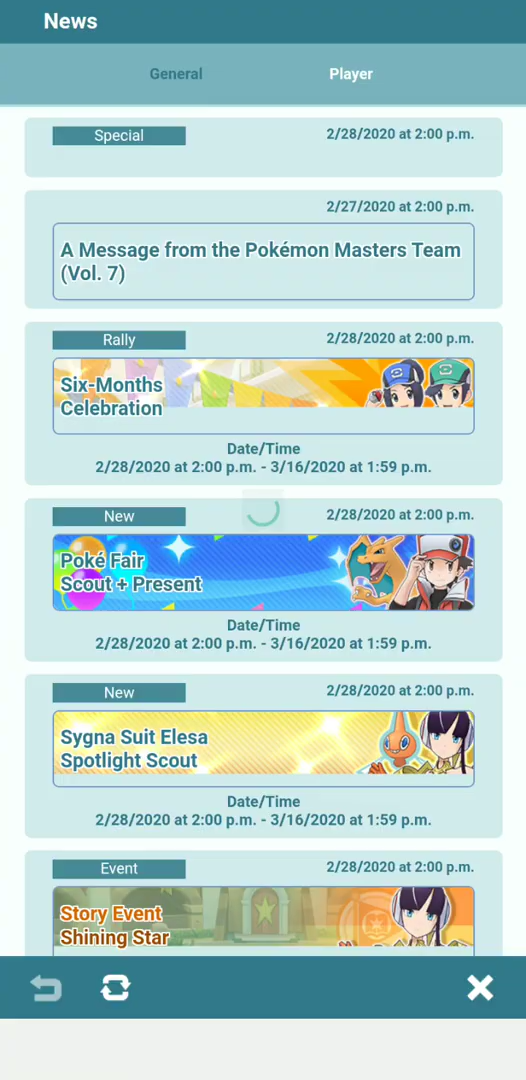 News
General
Player
Special
2/28/2020 at 2:00 p.m.
2/27/2020 at 2:00 p.m.
A Message from the Pokémon Masters Team
(Vol. 7)
Rally
2/28/2020 at 2:00 p.m.
Six-Months
Celebration
Date/Time
2/28/2020 at 2:00 p.m. - 3/16/2020 at 1:59 p.m.
New
2/28/2020 at 2:00 p.m.
Poké Fair
Scout + Present
Date/Time
2/28/2020 at 2:00 p.m. - 3/16/2020 at 1:59 p.m.
New
2/28/2020 at 2:00 p.m.
Sygna Suit Elesa
Spotlight Scout
Date/Time
2/28/2020 at 2:00 p.m. - 3/16/2020 at 1:59 p.m.
Event
2/28/2020 at 2:00 p.m.
Story Event
Shining Star